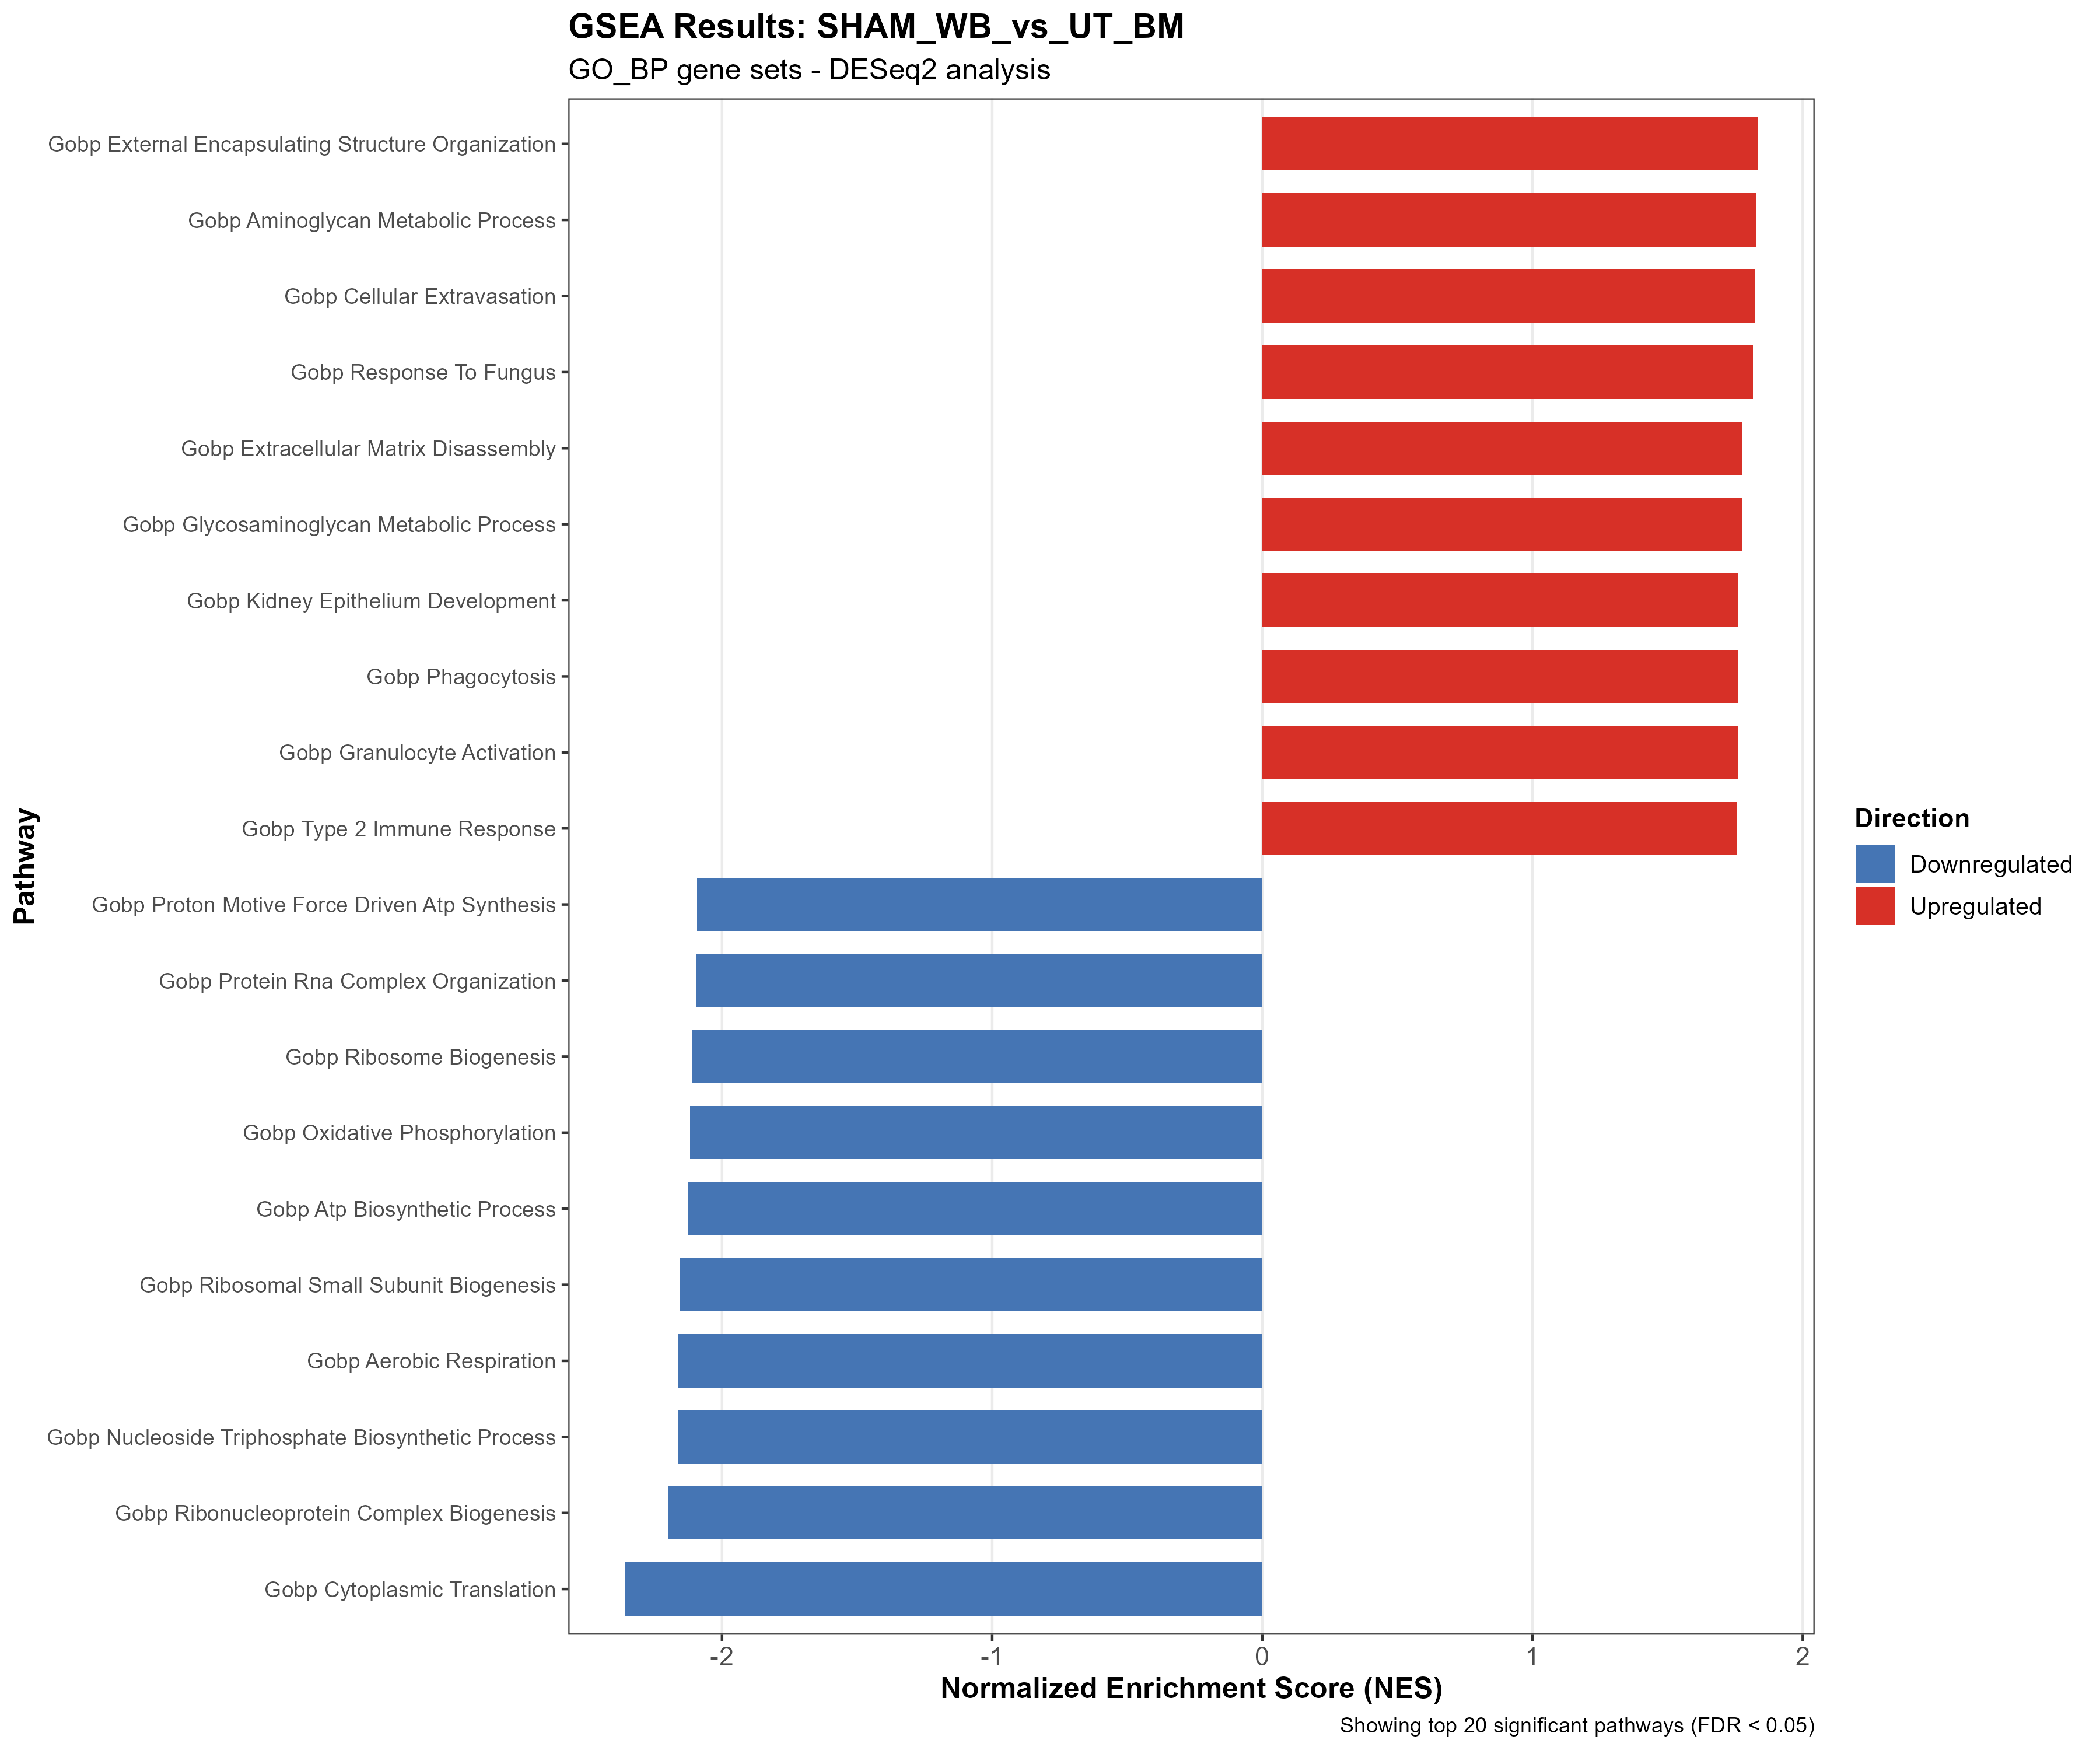 GSEA Results: SHAM_WB_vs_UT_BM
GO_BP gene sets - DESeq2 analysis
Gobp External Encapsulating Structure Organization
Gobp Aminoglycan Metabolic Process
Gobp Cellular Extravasation
Gobp Response To Fungus
Gobp Extracellular Matrix Disassembly
Gobp Glycosaminoglycan Metabolic Process
Gobp Kidney Epithelium Development
Gobp Phagocytosis
Gobp Granulocyte Activation
Gobp Type 2 Immune Response
Gobp Proton Motive Force Driven Atp Synthesis
Gobp Protein Rna Complex Organization
Gobp Ribosome Biogenesis
Gobp Oxidative Phosphorylation
Gobp Atp Biosynthetic Process
Gobp Ribosomal Small Subunit Biogenesis
Gobp Aerobic Respiration
Gobp Nucleoside Triphosphate Biosynthetic Process
Gobp Ribonucleoprotein Complex Biogenesis
Gobp Cytoplasmic Translation
Pathway
-2 -1 0 1 2
Normalized Enrichment Score (NES)
Showing top 20 significant pathways (FDR < 0.05)
Direction
Downregulated
Upregulated